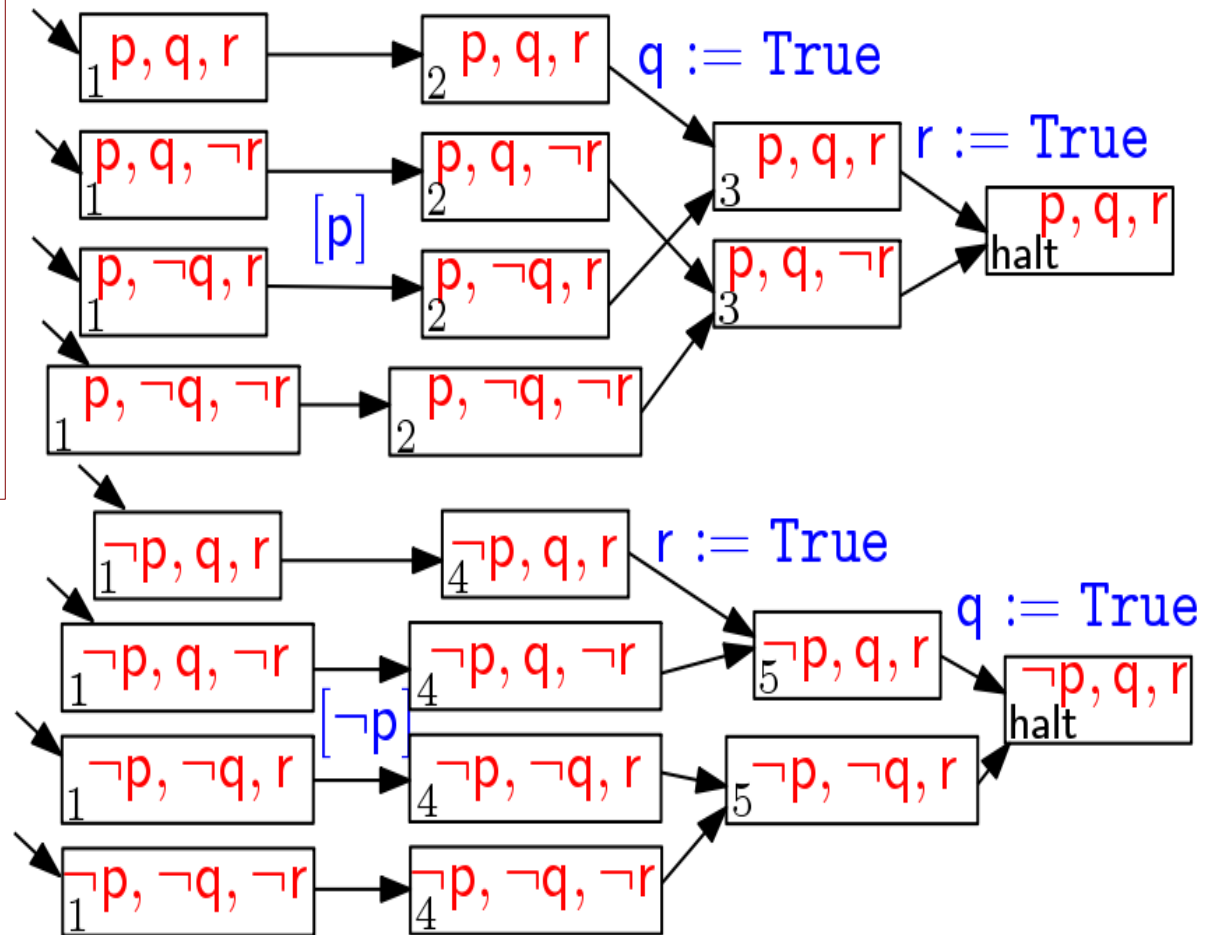 1 p, q, r
2 p, q, r
q := True
1 p, q, ¬r
2 p, q, ¬r
3 p, q, r
r := True
[p]
halt p, q, r
1 p, ¬q, r
2 p, ¬q, r
3 p, q, ¬r
1 p, ¬q, ¬r
2 p, ¬q, ¬r
1 ¬p, q, r
4 ¬p, q, r
r := True
q := True
1 ¬p, q, ¬r
4 ¬p, q, ¬r
5 ¬p, q, r
halt ¬p, q, r
[¬p]
1 ¬p, ¬q, r
4 ¬p, ¬q, r
5 ¬p, ¬q, r
1 ¬p, ¬q, ¬r
4 ¬p, ¬q, ¬r